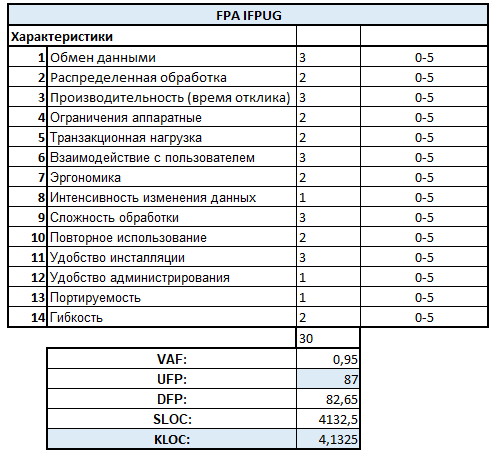 FPA IFPUG
Характеристики
1 Обмен данными 3 0-5
2 Распределенная обработка 2 0-5
3 Производительность (время отклика) 3 0-5
4 Ограничения аппаратные 2 0-5
5 Транзакционная нагрузка 2 0-5
6 Взаимодействие с пользователем 3 0-5
7 Эргономика 2 0-5
8 Интенсивность изменения данных 1 0-5
9 Сложность обработки 3 0-5
10 Повторное использование 2 0-5
11 Удобство инсталляции 3 0-5
12 Удобство администрирования 1 0-5
13 Портируемость 1 0-5
14 Гибкость 2 0-5
30
VAF: 0,95
UFP: 87
DFP: 82,65
SLOC: 4132,5
KLOC: 4,1325